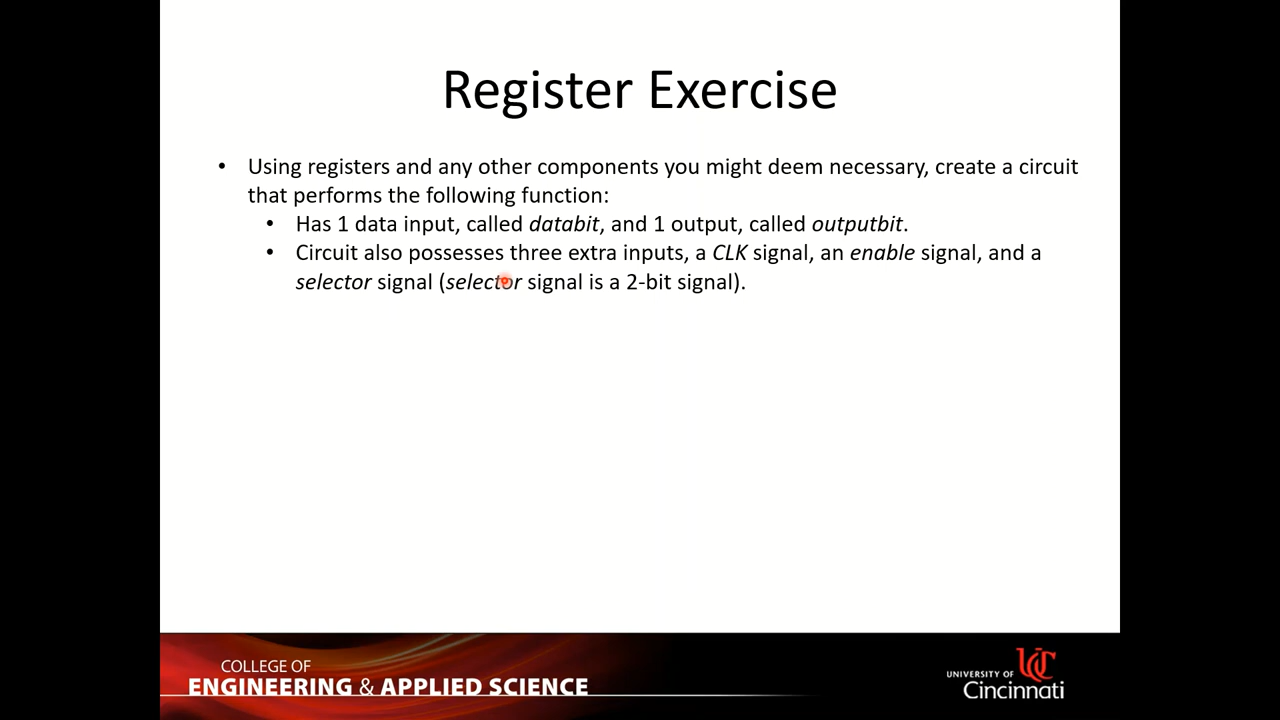 Register Exercise
• Using registers and any other components you might deem necessary, create a circuit
that performs the following function:
• Has 1 data input, called databit, and 1 output, called outputbit.
• Circuit also possesses three extra inputs, a CLK signal, an enable signal, and a
selector signal (selector signal is a 2-bit signal).
COLLEGE OF
ENGINEERING & APPLIED SCIENCE
UC
UNIVERSITY OF
Cincinnati